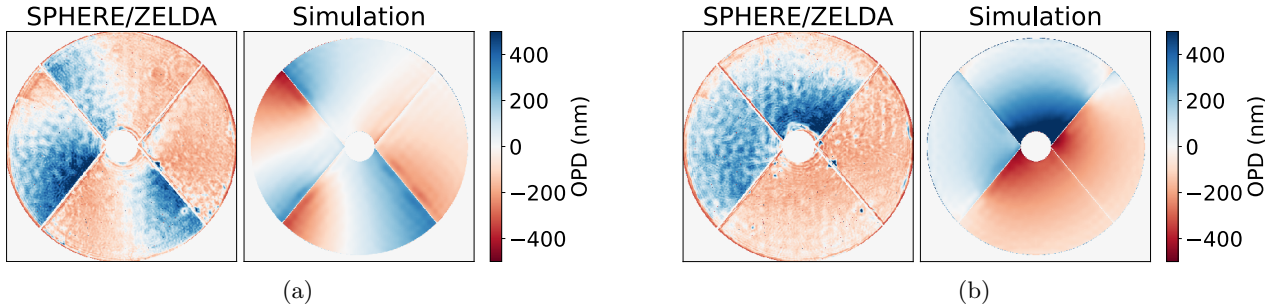 SPHERE/ZELDA Simulation
400
200
0
−200
−400
OPD (nm)
(a)
SPHERE/ZELDA Simulation
400
200
0
−200
−400
OPD (nm)
(b)